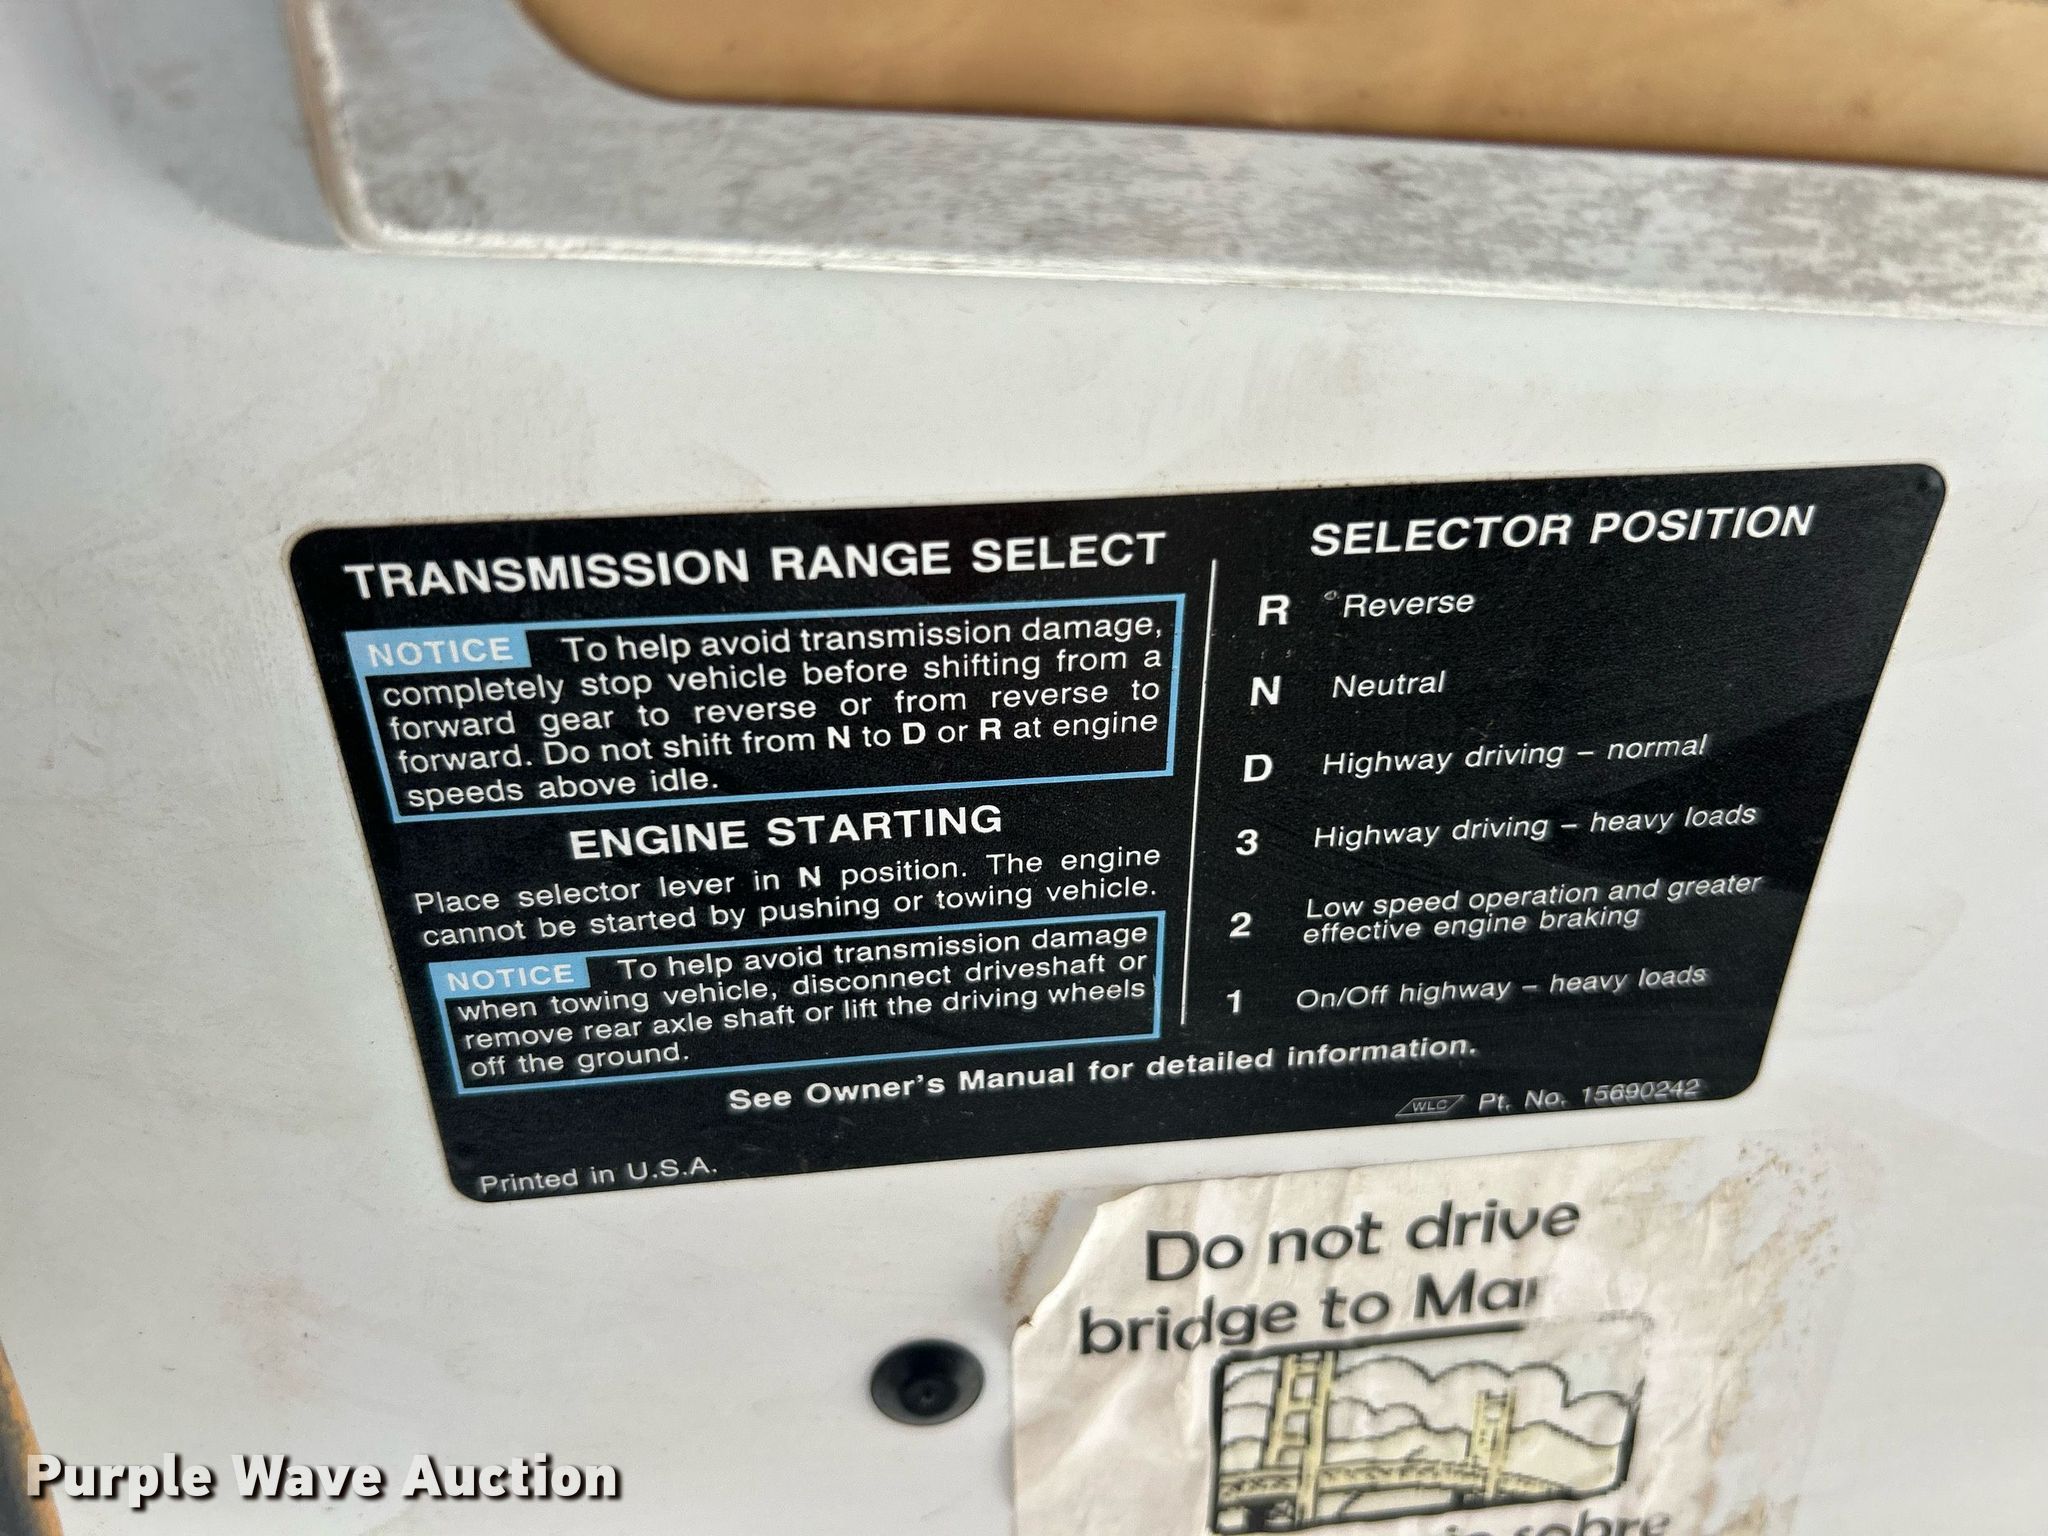 TRANSMISSION RANGE SELECT
NOTICE To help avoid transmission damage,
completely stop vehicle before shifting from a
forward gear to reverse or from reverse to
forward. Do not shift from N to D or R at engine
speeds above idle.
ENGINE STARTING
Place selector lever in N position. The engine
cannot be started by pushing or towing vehicle.
NOTICE To help avoid transmission damage
when towing vehicle, disconnect driveshaft or
remove rear axle shaft or lift the driving wheels
off the ground.
SELECTOR POSITION
R Reverse
N Neutral
D Highway driving – normal
3 Highway driving – heavy loads
2 Low speed operation and greater
effective engine braking
1 On/Off highway – heavy loads
See Owner's Manual for detailed information.
WLC Pt. No. 15690242
Printed in U.S.A.
Do not drive
bridge to
Purple Wave Auction